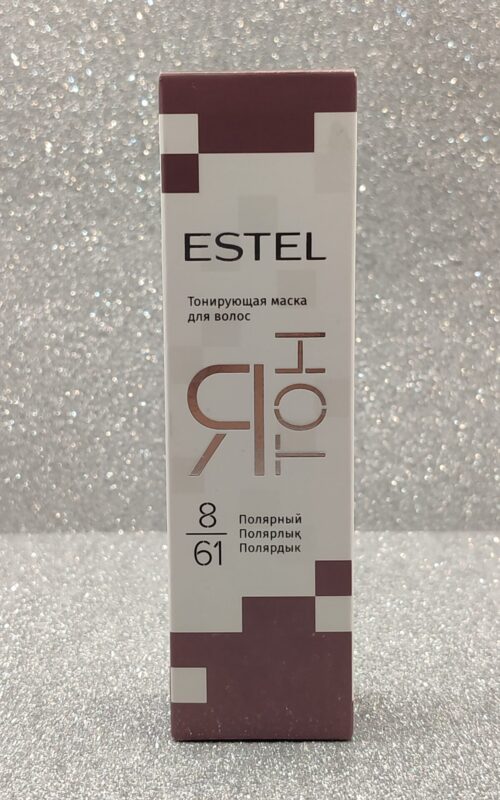 ESTEL
Тонирующая маска
для волос
Я
ТОН
8
61
Полярный
Полярлық
Полярдык